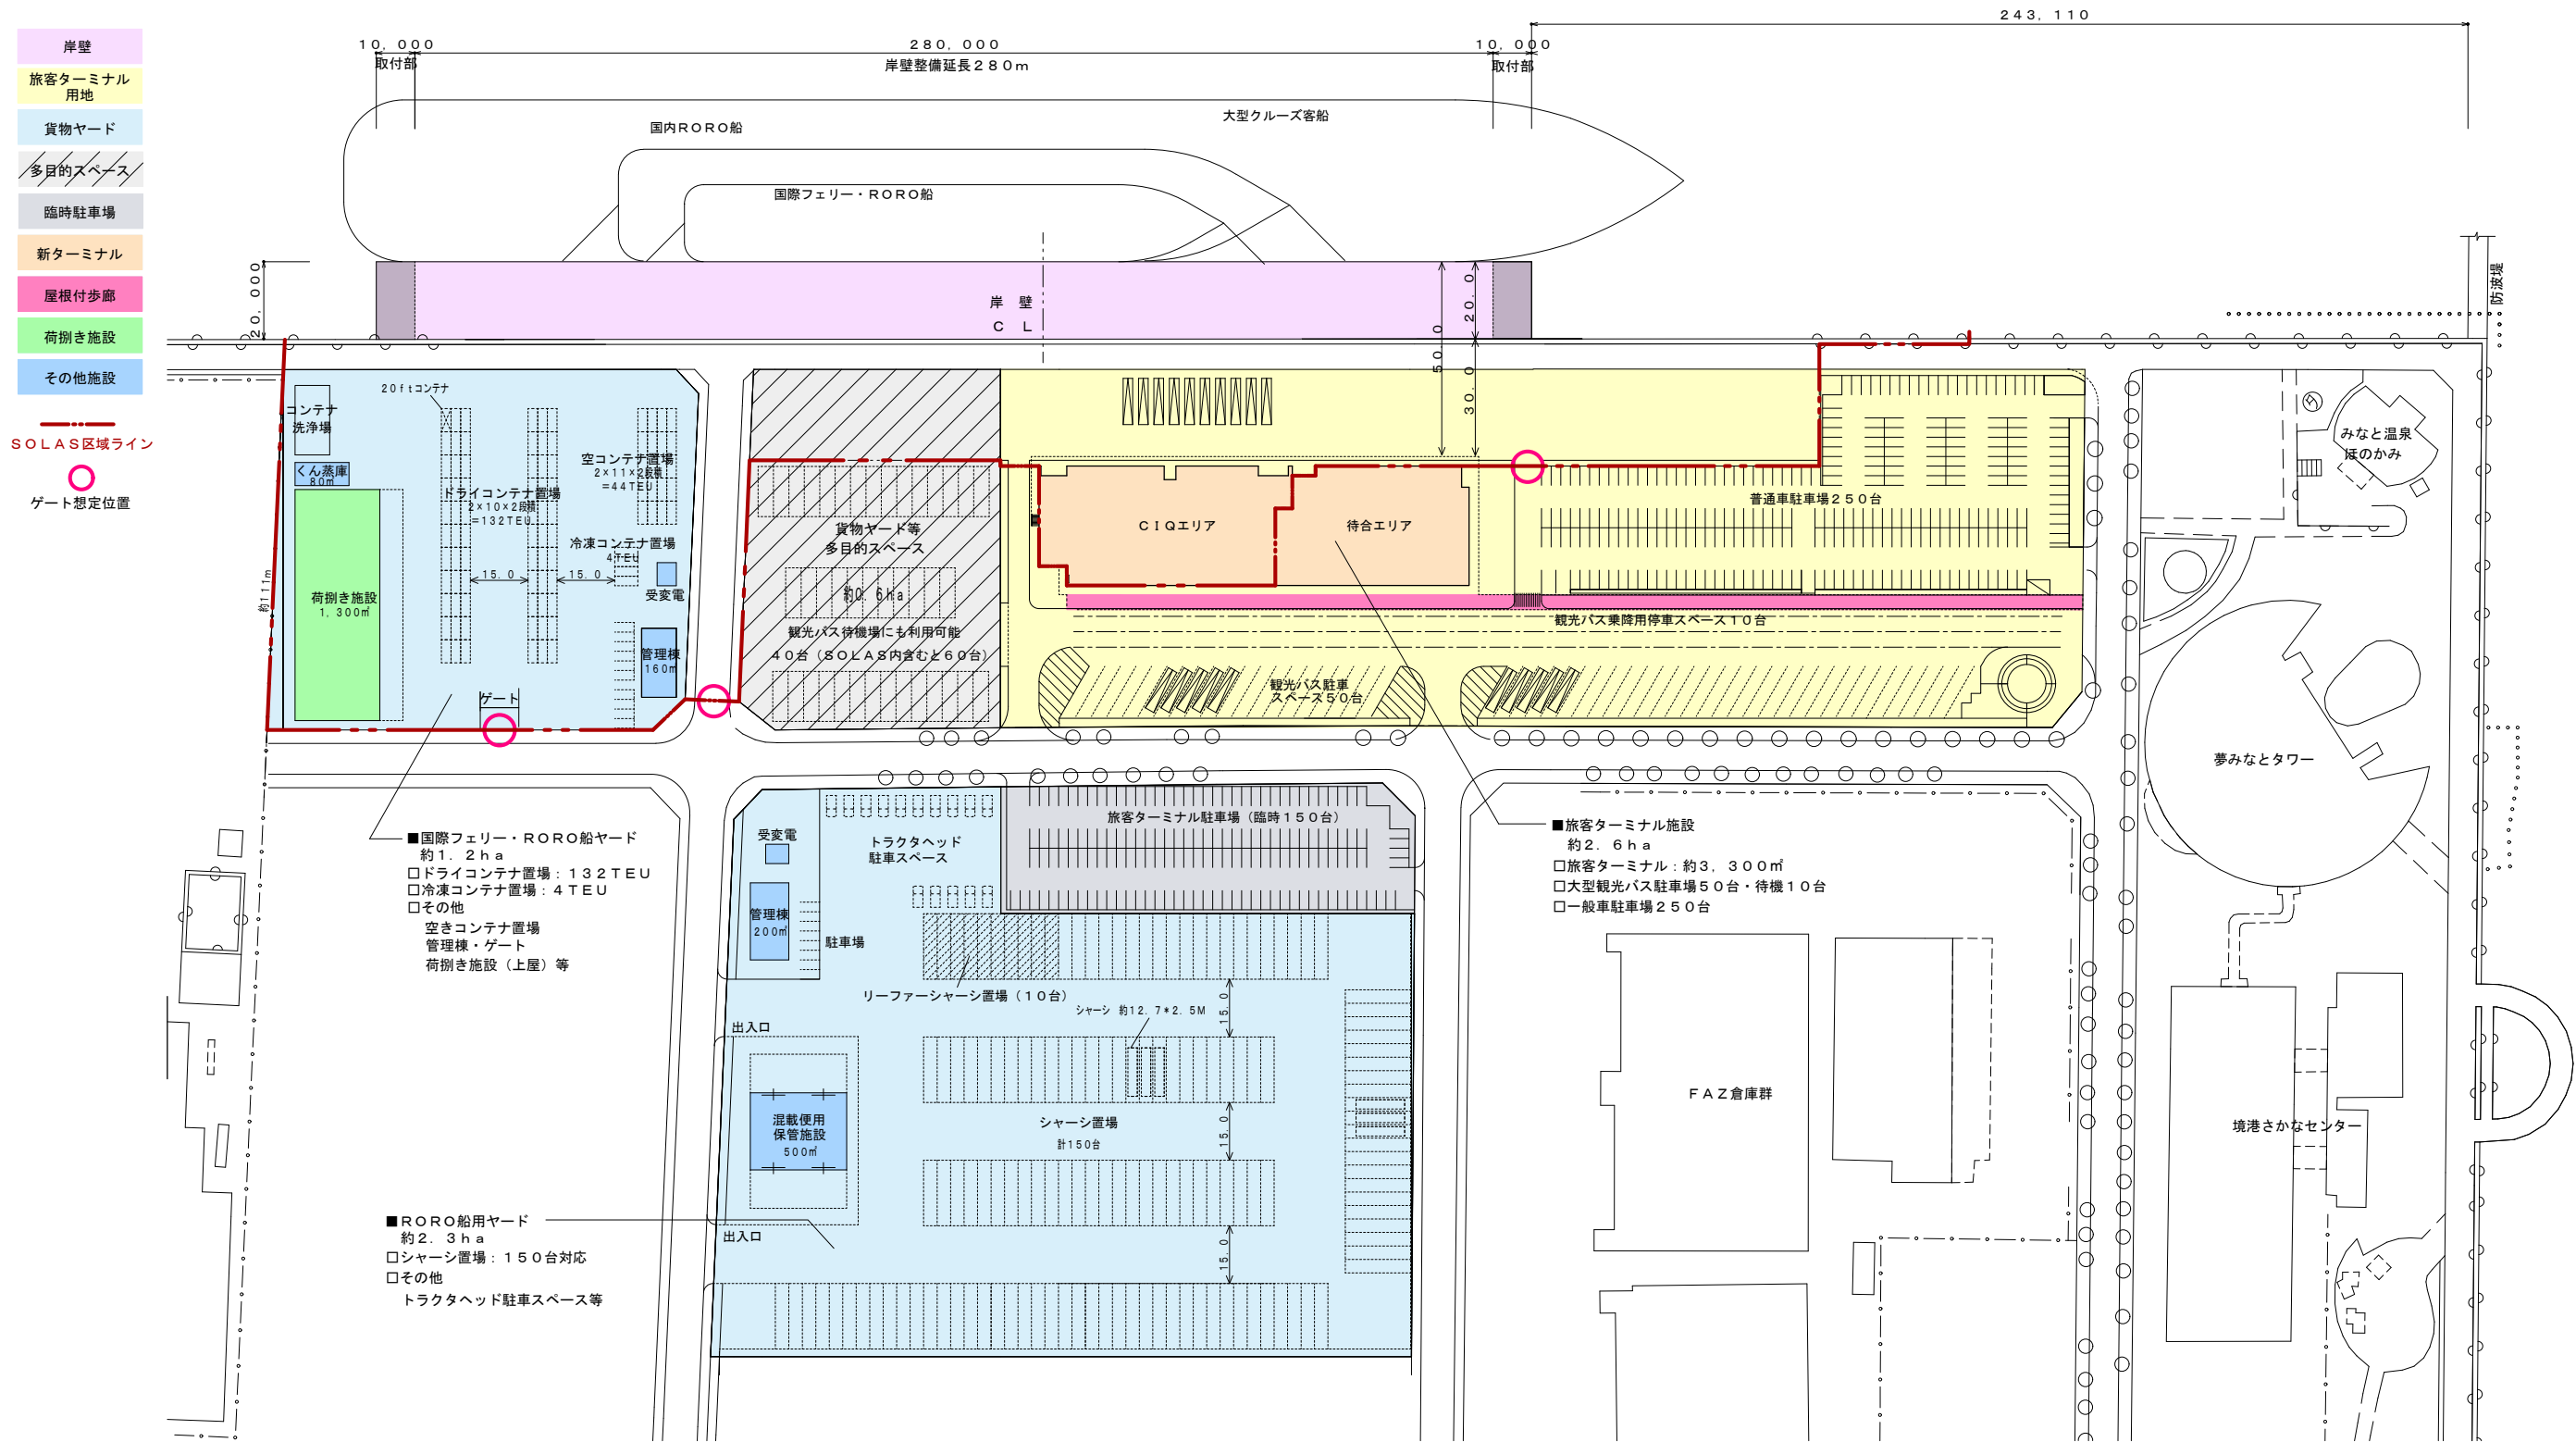 岸壁
旅客ターミナル
用地
貨物ヤード
多目的スペース
臨時駐車場
新ターミナル
屋根付歩廊
荷捌き施設
その他施設
SOLAS区域ライン
ゲート想定位置
10,000
280,000
10,000
243,110
取付部
岸壁整備延長280m
取付部
大型クルーズ客船
国内RORO船
国際フェリー・RORO船
20,000
岸 壁
C L
50.0
20.0
30.0
防波堤
コンテナ
洗浄場
20ftコンテナ
くん蒸庫
80㎡
ドライコンテナ置場
2×10×2段積
=132TEU
空コンテナ置場
2×11×2段積
=44TEU
冷凍コンテナ置場
4TEU
受変電
15.0
15.0
約111m
荷捌き施設
1,300㎡
管理棟
160㎡
ゲート
貨物ヤード等
多目的スペース
約0.6ha
観光バス待機場にも利用可能
40台(SOLAS内含むと60台)
CIQエリア
待合エリア
普通車駐車場250台
観光バス乗降用停車スペース10台
観光バス駐車
スペース50台
みなと温泉
ほのかみ
夢みなとタワー
■国際フェリー・RORO船ヤード
約1.2ha
□ドライコンテナ置場:132TEU
□冷凍コンテナ置場:4TEU
□その他
空きコンテナ置場
管理棟・ゲート
荷捌き施設(上屋)等
受変電
トラクタヘッド
駐車スペース
旅客ターミナル駐車場(臨時150台)
管理棟
200㎡
駐車場
リーファーシャーシ置場(10台)
シャーシ 約12.7*2.5M
15.0
出入口
混載便用
保管施設
500㎡
シャーシ置場
計150台
15.0
15.0
出入口
■旅客ターミナル施設
約2.6ha
□旅客ターミナル:約3,300㎡
□大型観光バス駐車場50台・待機10台
□一般車駐車場250台
FAZ倉庫群
境港さかなセンター
■RORO船用ヤード
約2.3ha
□シャーシ置場:150台対応
□その他
トラクタヘッド駐車スペース等